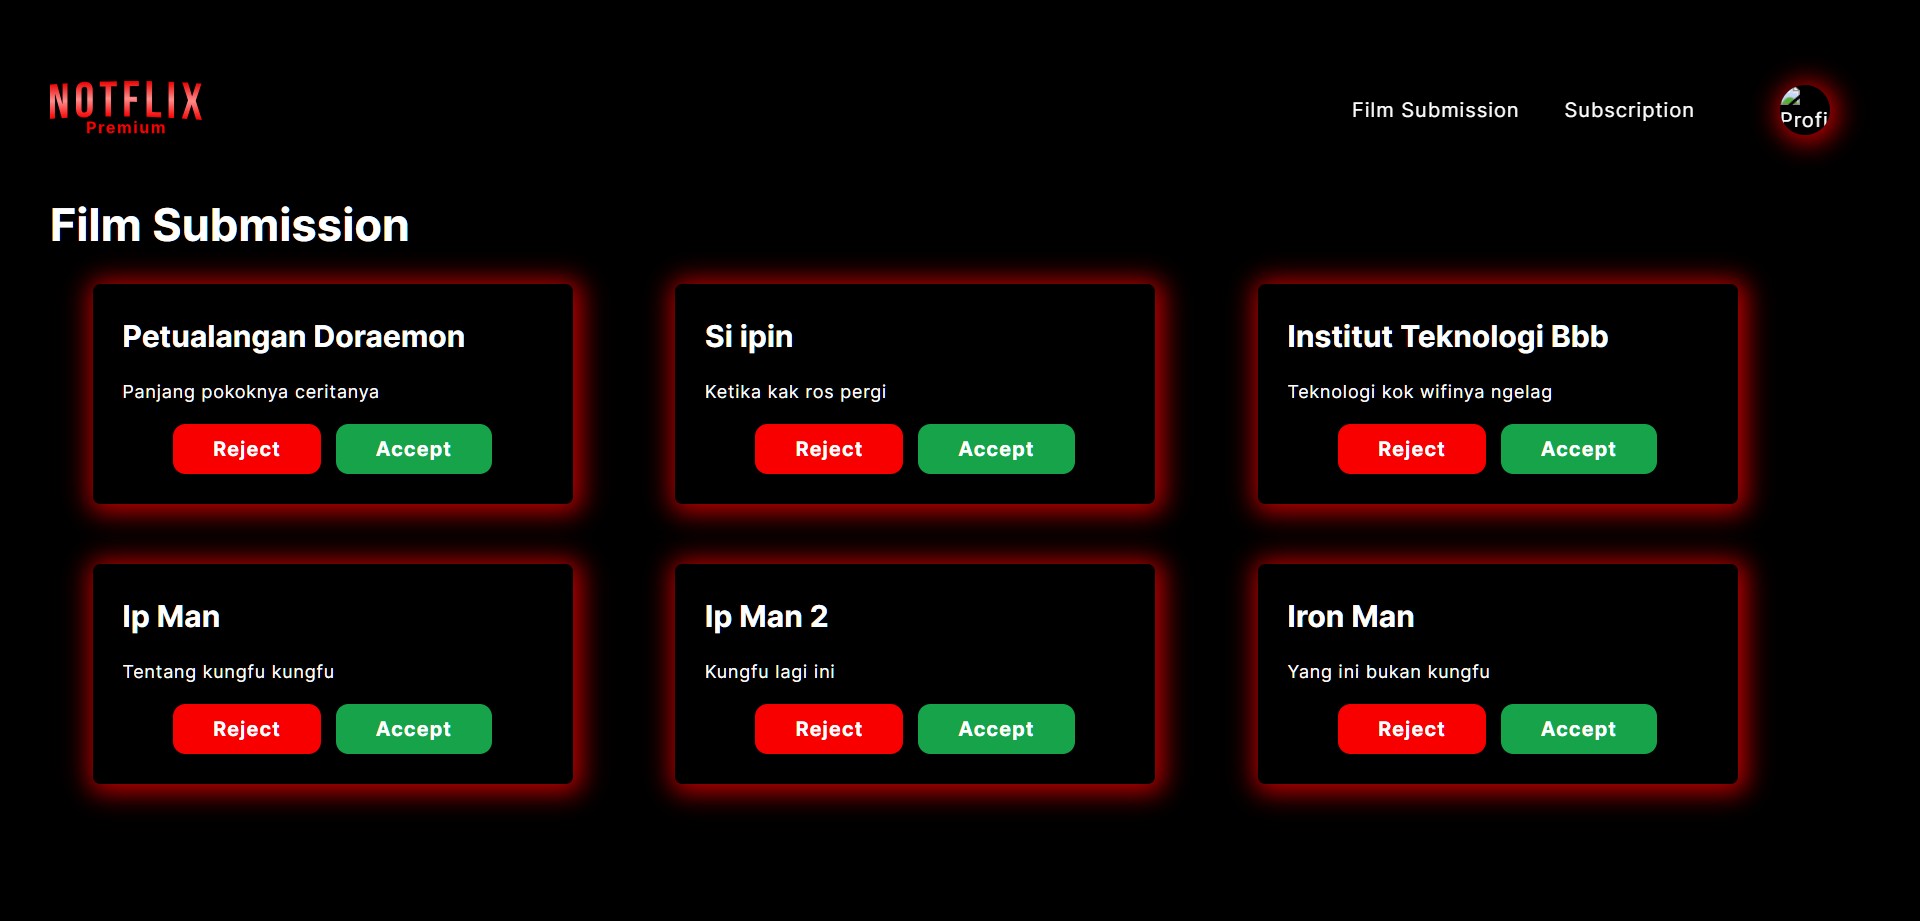 NOTFLIX
Premium
Film Submission
Subscription
Profi
Film Submission
Petualangan Doraemon
Panjang pokoknya ceritanya
Reject
Accept
Si ipin
Ketika kak ros pergi
Reject
Accept
Institut Teknologi Bbb
Teknologi kok wifinya ngelag
Reject
Accept
Ip Man
Tentang kungfu kungfu
Reject
Accept
Ip Man 2
Kungfu lagi ini
Reject
Accept
Iron Man
Yang ini bukan kungfu
Reject
Accept